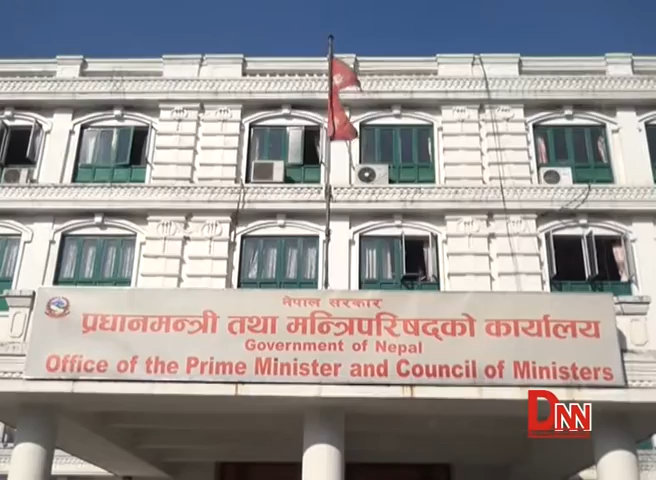 नेपाल सरकार
प्रधानमन्त्री तथा मन्त्रिपरिषद्को कार्यालय
Government of Nepal
Office of the Prime Minister and Council of Ministers
DNN